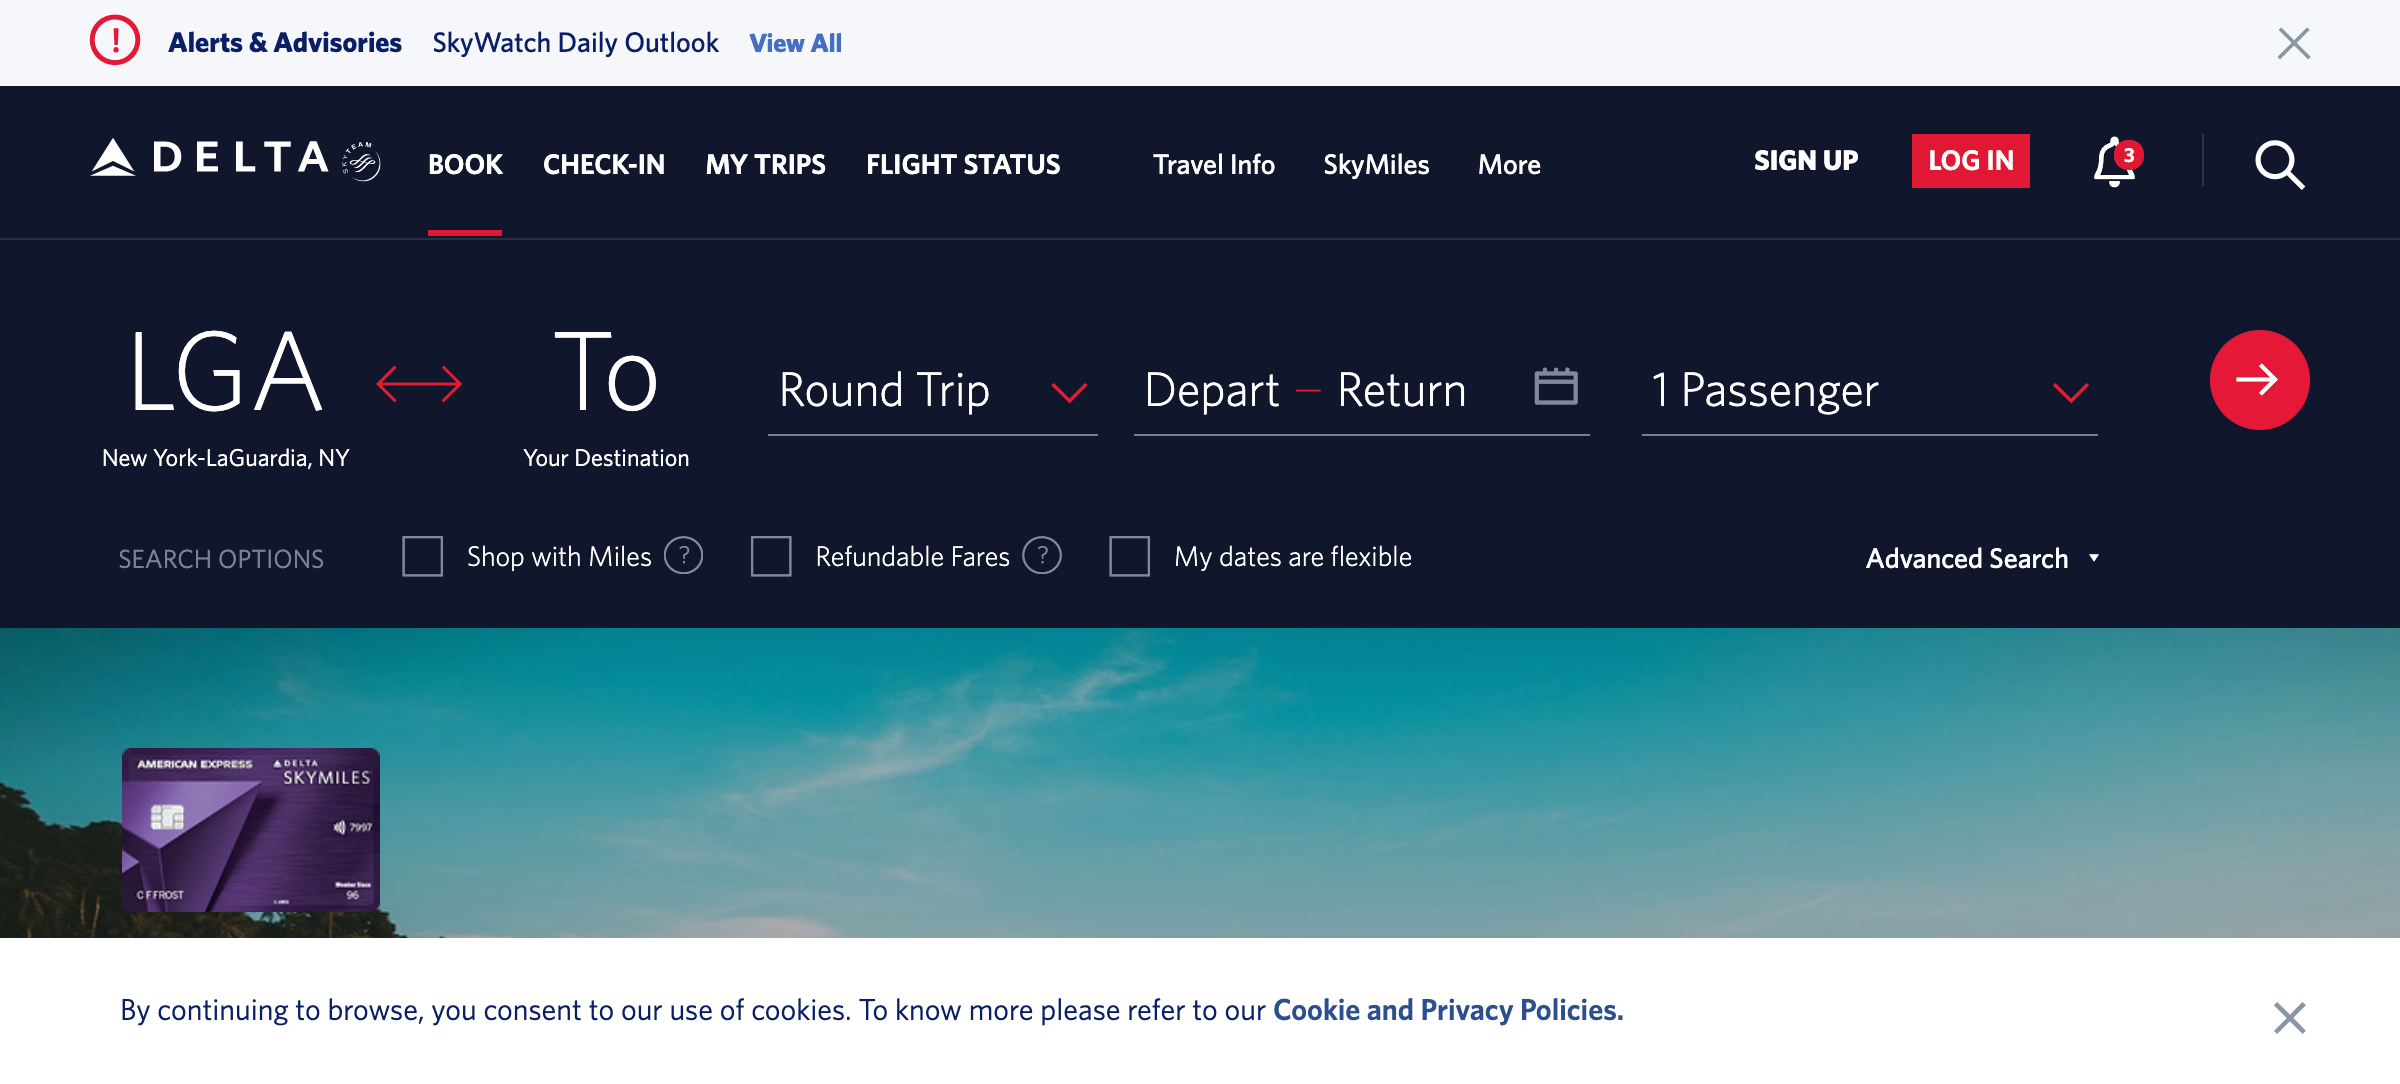 ! Alerts & Advisories SkyWatch Daily Outlook View All
DELTA SKYTEAM BOOK CHECK-IN MY TRIPS FLIGHT STATUS Travel Info SkyMiles More SIGN UP LOG IN 3
LGA To Round Trip Depart – Return 1 Passenger
New York-LaGuardia, NY Your Destination
SEARCH OPTIONS Shop with Miles ? Refundable Fares ? My dates are flexible Advanced Search
AMERICAN EXPRESS DELTA
SKYMILES
7997
Member Since
C F FROST 96
By continuing to browse, you consent to our use of cookies. To know more please refer to our Cookie and Privacy Policies.